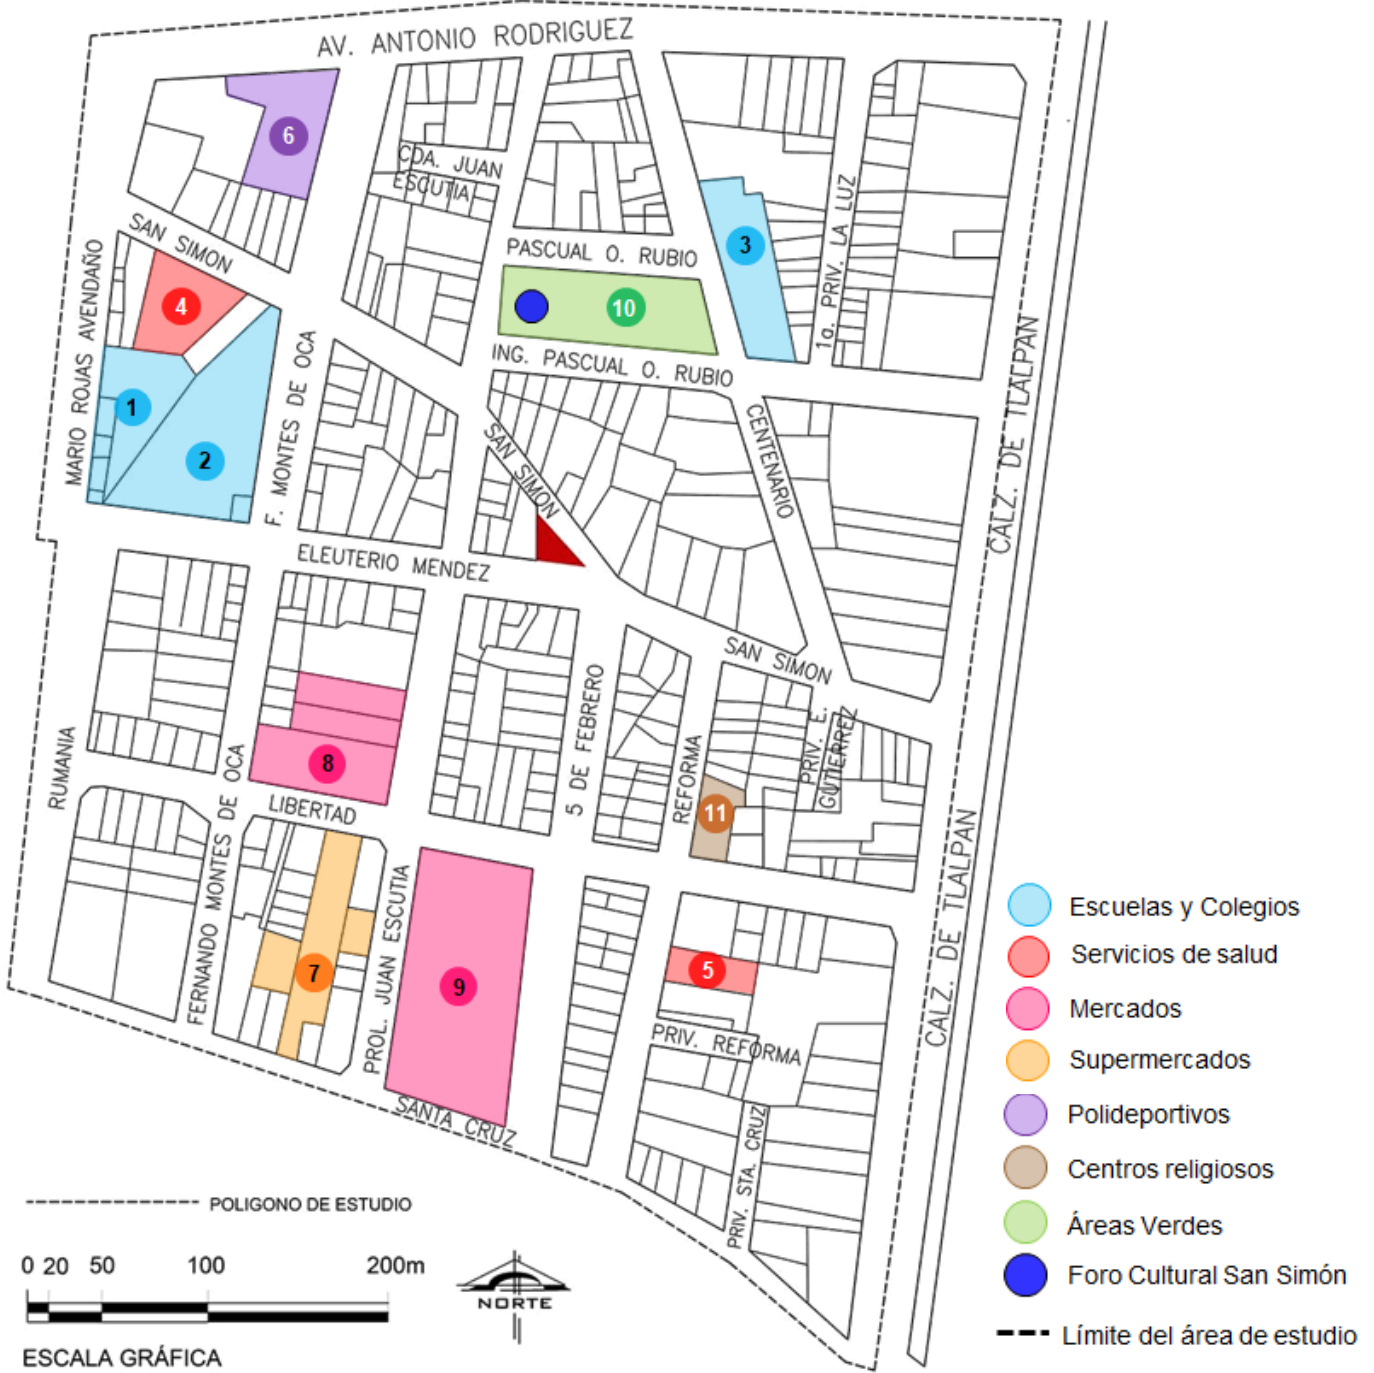 AV. ANTONIO RODRIGUEZ
6
CDA. JUAN
ESCUTIA
SAN SIMON
PASCUAL O. RUBIO
3
1a. PRIV. LA LUZ
MARIO ROJAS AVENDAÑO
4
10
F. MONTES DE OCA
ING. PASCUAL O. RUBIO
CALZ. DE TLALPAN
1
2
SAN SIMON
CENTENARIO
ELEUTERIO MENDEZ
SAN SIMON
5 DE FEBRERO
REFORMA
PRIV. E.
GUTIERREZ
RUMANIA
8
LIBERTAD
11
FERNANDO MONTES DE OCA
PROL. JUAN ESCUTIA
7
9
5
CALZ. DE TLALPAN
PRIV. REFORMA
SANTA CRUZ
PRIV. STA. CRUZ
Escuelas y Colegios
Servicios de salud
Mercados
Supermercados
Polideportivos
Centros religiosos
Áreas Verdes
Foro Cultural San Simón
Límite del área de estudio
POLIGONO DE ESTUDIO
0 20 50 100 200m
NORTE
ESCALA GRÁFICA